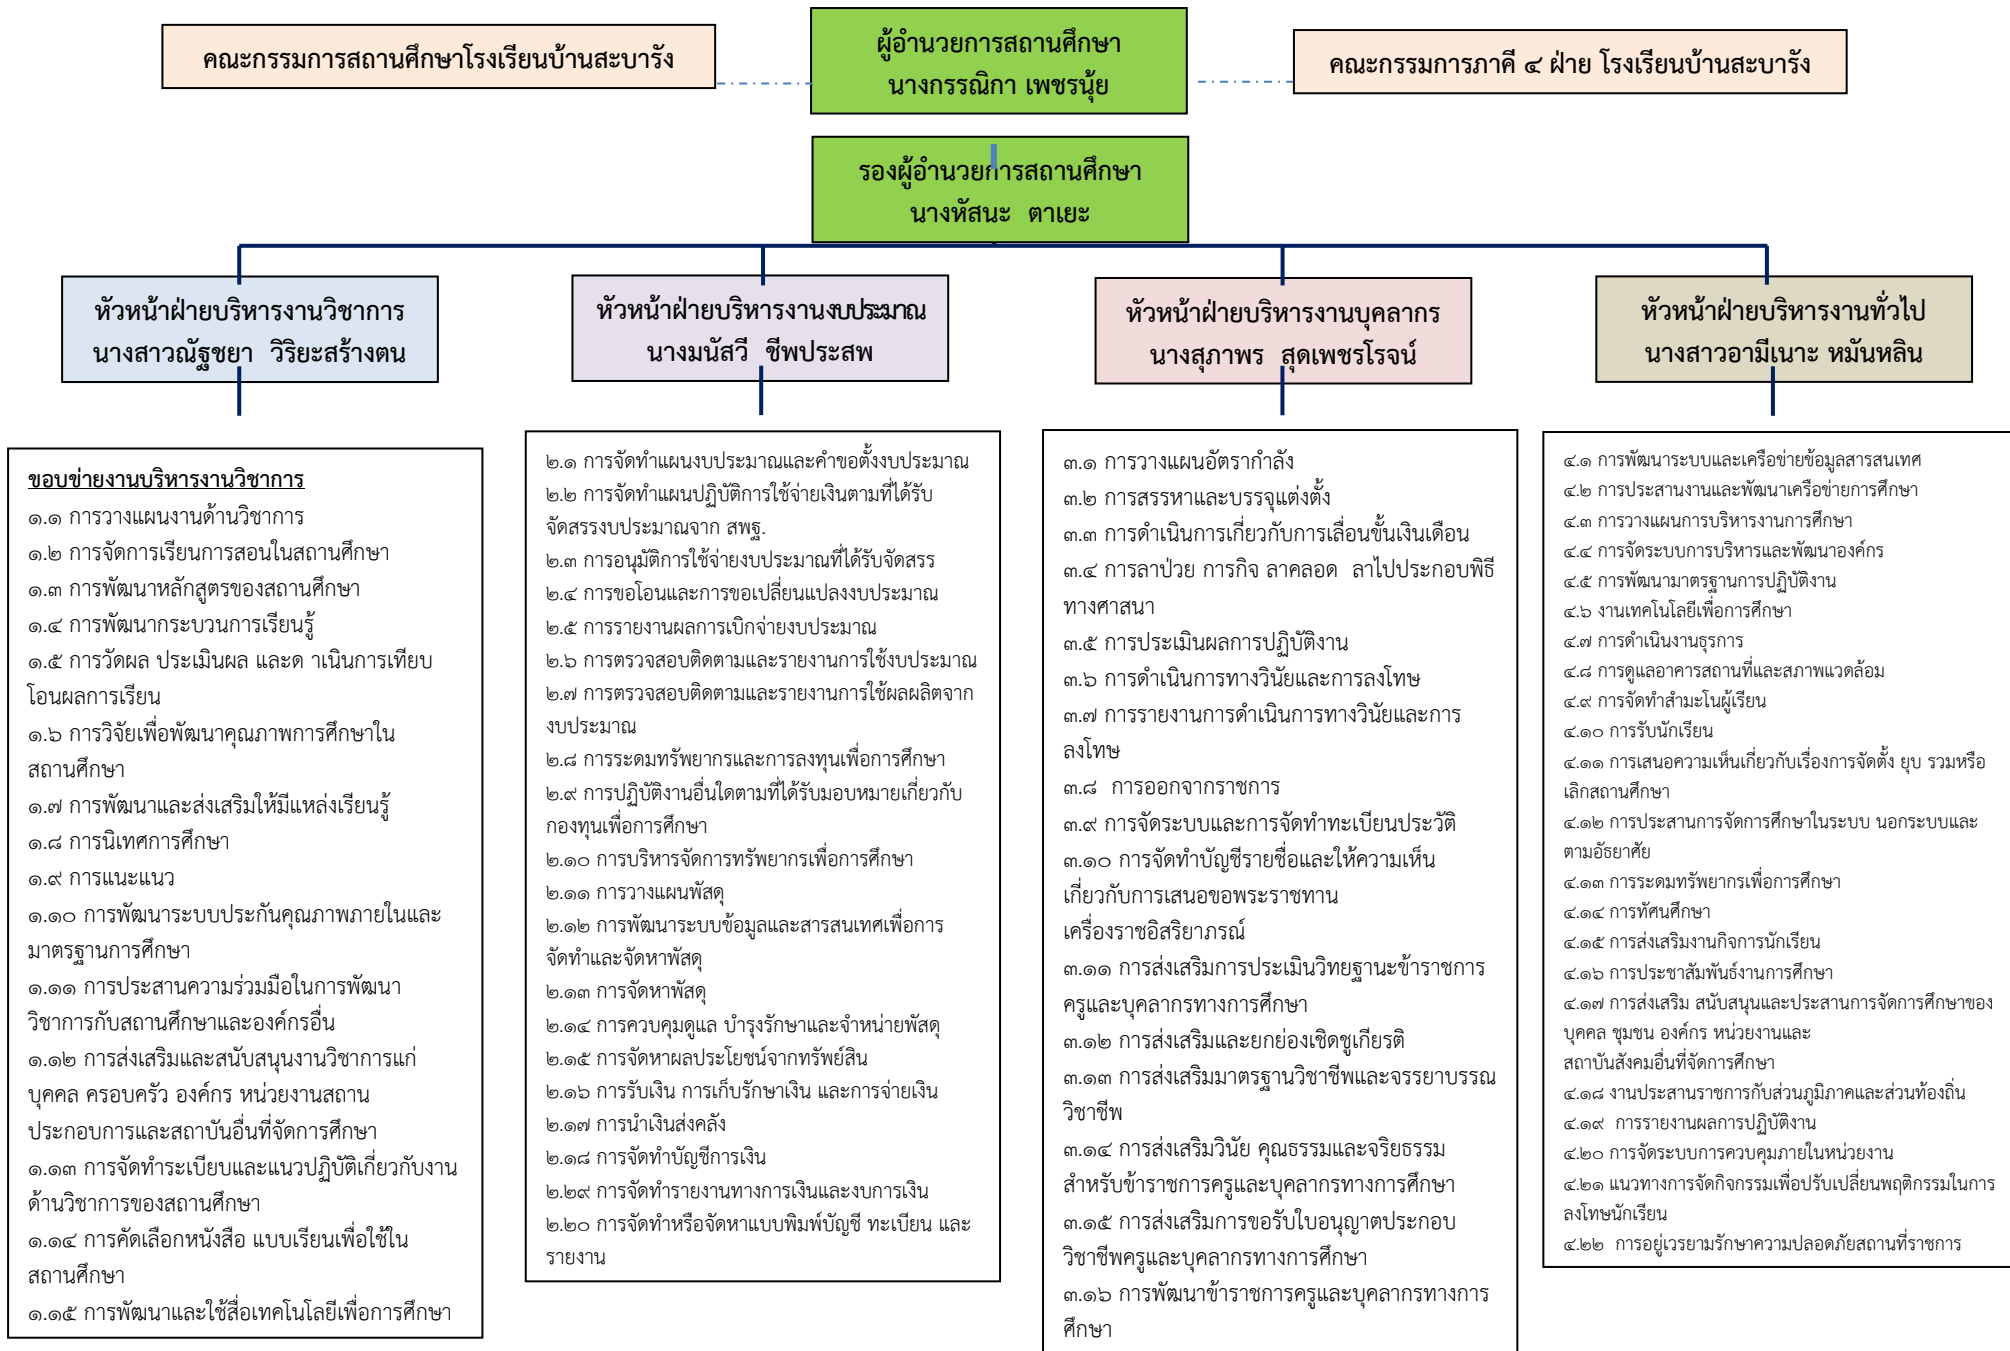 คณะกรรมการสถานศึกษาโรงเรียนบ้านสะบารัง
ผู้อำนวยการสถานศึกษา
นางกรรณิกา เพชรนุ้ย
คณะกรรมการภาคี ๔ ฝ่าย โรงเรียนบ้านสะบารัง
รองผู้อำนวยการสถานศึกษา
นางหัสนะ ตาเยะ
หัวหน้าฝ่ายบริหารงานวิชาการ
นางสาวณัฐชยา วิริยะสร้างตน
หัวหน้าฝ่ายบริหารงานงบประมาณ
นางมนัสวี ชีพประสพ
หัวหน้าฝ่ายบริหารงานบุคลากร
นางสุภาพร สุดเพชรโรจน์
หัวหน้าฝ่ายบริหารงานทั่วไป
นางสาวอามีเนาะ หมันหลิน
ขอบข่ายงานบริหารงานวิชาการ
๑.๑ การวางแผนงานด้านวิชาการ
๑.๒ การจัดการเรียนการสอนในสถานศึกษา
๑.๓ การพัฒนาหลักสูตรของสถานศึกษา
๑.๔ การพัฒนากระบวนการเรียนรู้
๑.๕ การวัดผล ประเมินผล และด าเนินการเทียบ
โอนผลการเรียน
๑.๖ การวิจัยเพื่อพัฒนาคุณภาพการศึกษาใน
สถานศึกษา
๑.๗ การพัฒนาและส่งเสริมให้มีแหล่งเรียนรู้
๑.๘ การนิเทศการศึกษา
๑.๙ การแนะแนว
๑.๑๐ การพัฒนาระบบประกันคุณภาพภายในและ
มาตรฐานการศึกษา
๑.๑๑ การประสานความร่วมมือในการพัฒนา
วิชาการกับสถานศึกษาและองค์กรอื่น
๑.๑๒ การส่งเสริมและสนับสนุนงานวิชาการแก่
บุคคล ครอบครัว องค์กร หน่วยงานสถาน
ประกอบการและสถาบันอื่นที่จัดการศึกษา
๑.๑๓ การจัดทำระเบียบและแนวปฏิบัติเกี่ยวกับงาน
ด้านวิชาการของสถานศึกษา
๑.๑๔ การคัดเลือกหนังสือ แบบเรียนเพื่อใช้ใน
สถานศึกษา
๑.๑๕ การพัฒนาและใช้สื่อเทคโนโลยีเพื่อการศึกษา
๒.๑ การจัดทำแผนงบประมาณและคำขอตั้งงบประมาณ
๒.๒ การจัดทำแผนปฏิบัติการใช้จ่ายเงินตามที่ได้รับ
จัดสรรงบประมาณจาก สพฐ.
๒.๓ การอนุมัติการใช้จ่ายงบประมาณที่ได้รับจัดสรร
๒.๔ การขอโอนและการขอเปลี่ยนแปลงงบประมาณ
๒.๕ การรายงานผลการเบิกจ่ายงบประมาณ
๒.๖ การตรวจสอบติดตามและรายงานการใช้งบประมาณ
๒.๗ การตรวจสอบติดตามและรายงานการใช้ผลผลิตจาก
งบประมาณ
๒.๘ การระดมทรัพยากรและการลงทุนเพื่อการศึกษา
๒.๙ การปฏิบัติงานอื่นใดตามที่ได้รับมอบหมายเกี่ยวกับ
กองทุนเพื่อการศึกษา
๒.๑๐ การบริหารจัดการทรัพยากรเพื่อการศึกษา
๒.๑๑ การวางแผนพัสดุ
๒.๑๒ การพัฒนาระบบข้อมูลและสารสนเทศเพื่อการ
จัดทำและจัดหาพัสดุ
๒.๑๓ การจัดหาพัสดุ
๒.๑๔ การควบคุมดูแล บำรุงรักษาและจำหน่ายพัสดุ
๒.๑๕ การจัดหาผลประโยชน์จากทรัพย์สิน
๒.๑๖ การรับเงิน การเก็บรักษาเงิน และการจ่ายเงิน
๒.๑๗ การนำเงินส่งคลัง
๒.๑๘ การจัดทำบัญชีการเงิน
๒.๒๙ การจัดทำรายงานทางการเงินและงบการเงิน
๒.๒๐ การจัดทำหรือจัดหาแบบพิมพ์บัญชี ทะเบียน และ
รายงาน
๓.๑ การวางแผนอัตรากำลัง
๓.๒ การสรรหาและบรรจุแต่งตั้ง
๓.๓ การดำเนินการเกี่ยวกับการเลื่อนขั้นเงินเดือน
๓.๔ การลาป่วย การกิจ ลาคลอด ลาไปประกอบพิธี
ทางศาสนา
๓.๕ การประเมินผลการปฏิบัติงาน
๓.๖ การดำเนินการทางวินัยและการลงโทษ
๓.๗ การรายงานการดำเนินการทางวินัยและการ
ลงโทษ
๓.๘ การออกจากราชการ
๓.๙ การจัดระบบและการจัดทำทะเบียนประวัติ
๓.๑๐ การจัดทำบัญชีรายชื่อและให้ความเห็น
เกี่ยวกับการเสนอขอพระราชทาน
เครื่องราชอิสริยาภรณ์
๓.๑๑ การส่งเสริมการประเมินวิทยฐานะข้าราชการ
ครูและบุคลากรทางการศึกษา
๓.๑๒ การส่งเสริมและยกย่องเชิดชูเกียรติ
๓.๑๓ การส่งเสริมมาตรฐานวิชาชีพและจรรยาบรรณ
วิชาชีพ
๓.๑๔ การส่งเสริมวินัย คุณธรรมและจริยธรรม
สำหรับข้าราชการครูและบุคลากรทางการศึกษา
๓.๑๕ การส่งเสริมการขอรับใบอนุญาตประกอบ
วิชาชีพครูและบุคลากรทางการศึกษา
๓.๑๖ การพัฒนาข้าราชการครูและบุคลากรทางการ
ศึกษา
๔.๑ การพัฒนาระบบและเครือข่ายข้อมูลสารสนเทศ
๔.๒ การประสานงานและพัฒนาเครือข่ายการศึกษา
๔.๓ การวางแผนการบริหารงานการศึกษา
๔.๔ การจัดระบบการบริหารและพัฒนาองค์กร
๔.๕ การพัฒนามาตรฐานการปฏิบัติงาน
๔.๖ งานเทคโนโลยีเพื่อการศึกษา
๔.๗ การดำเนินงานธุรการ
๔.๘ การดูแลอาคารสถานที่และสภาพแวดล้อม
๔.๙ การจัดทำสำมะโนผู้เรียน
๔.๑๐ การรับนักเรียน
๔.๑๑ การเสนอความเห็นเกี่ยวกับเรื่องการจัดตั้ง ยุบ รวมหรือ
เลิกสถานศึกษา
๔.๑๒ การประสานการจัดการศึกษาในระบบ นอกระบบและ
ตามอัธยาศัย
๔.๑๓ การระดมทรัพยากรเพื่อการศึกษา
๔.๑๔ การทัศนศึกษา
๔.๑๕ การส่งเสริมงานกิจการนักเรียน
๔.๑๖ การประชาสัมพันธ์งานการศึกษา
๔.๑๗ การส่งเสริม สนับสนุนและประสานการจัดการศึกษาของ
บุคคล ชุมชน องค์กร หน่วยงานและ
สถาบันสังคมอื่นที่จัดการศึกษา
๔.๑๘ งานประสานราชการกับส่วนภูมิภาคและส่วนท้องถิ่น
๔.๑๙ การรายงานผลการปฏิบัติงาน
๔.๒๐ การจัดระบบการควบคุมภายในหน่วยงาน
๔.๒๑ แนวทางการจัดกิจกรรมเพื่อปรับเปลี่ยนพฤติกรรมในการ
ลงโทษนักเรียน
๔.๒๒ การอยู่เวรยามรักษาความปลอดภัยสถานที่ราชการ